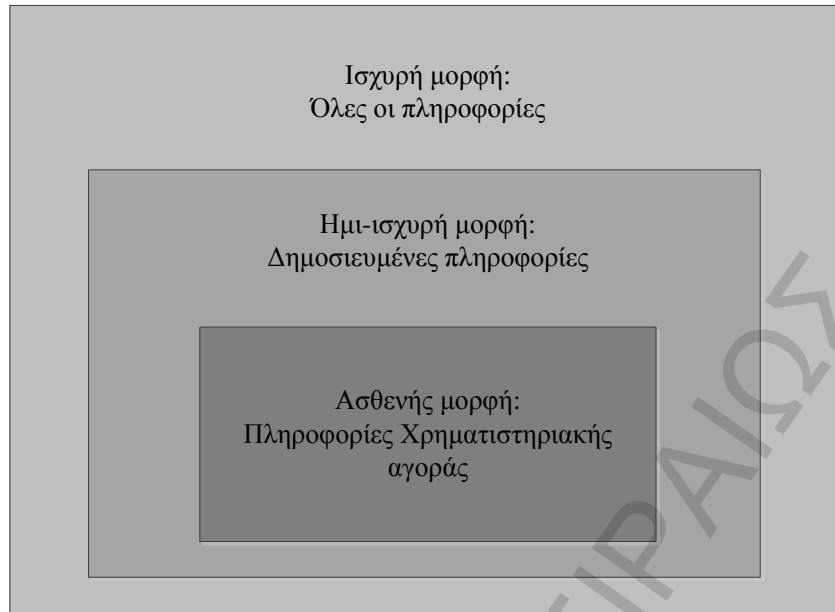 Ισχυρή μορφή:
Όλες οι πληροφορίες
Ημι-ισχυρή μορφή:
Δημοσιευμένες πληροφορίες
Ασθενής μορφή:
Πληροφορίες Χρηματιστηριακής
αγοράς